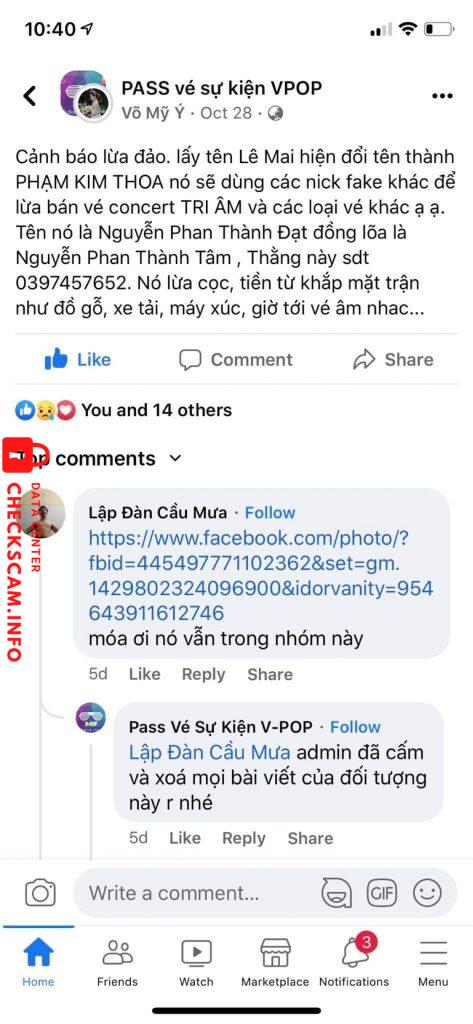 10:40
PASS vé sự kiện VPOP
Võ Mỹ Ý · Oct 28 ·
Cảnh báo lừa đảo. lấy tên Lê Mai hiện đổi tên thành
PHẠM KIM THOA nó sẽ dùng các nick fake khác để
lừa bán vé concert TRI ÂM và các loại vé khác ạ ạ.
Tên nó là Nguyễn Phan Thành Đạt đồng lõa là
Nguyễn Phan Thành Tâm , Thằng này sdt
0397457652. Nó lừa cọc, tiền từ khắp mặt trận
như đồ gỗ, xe tải, máy xúc, giờ tới vé âm nhac...
Like Comment Share
You and 14 others
Top comments
DATA CENTER
CHECKSCAM.INFO
Lập Đàn Cầu Mưa · Follow
https://www.facebook.com/photo/?
fbid=445497771102362&set=gm.
1429802324096900&idorvanity=954
643911612746
móa ơi nó vẫn trong nhóm này
5d Like Reply Share
Pass Vé Sự Kiện V-POP · Follow
Lập Đàn Cầu Mưa admin đã cấm
và xoá mọi bài viết của đối tượng
này r nhé
5d Like Reply Share
Write a comment...
GIF
3
Home Friends Watch Marketplace Notifications Menu